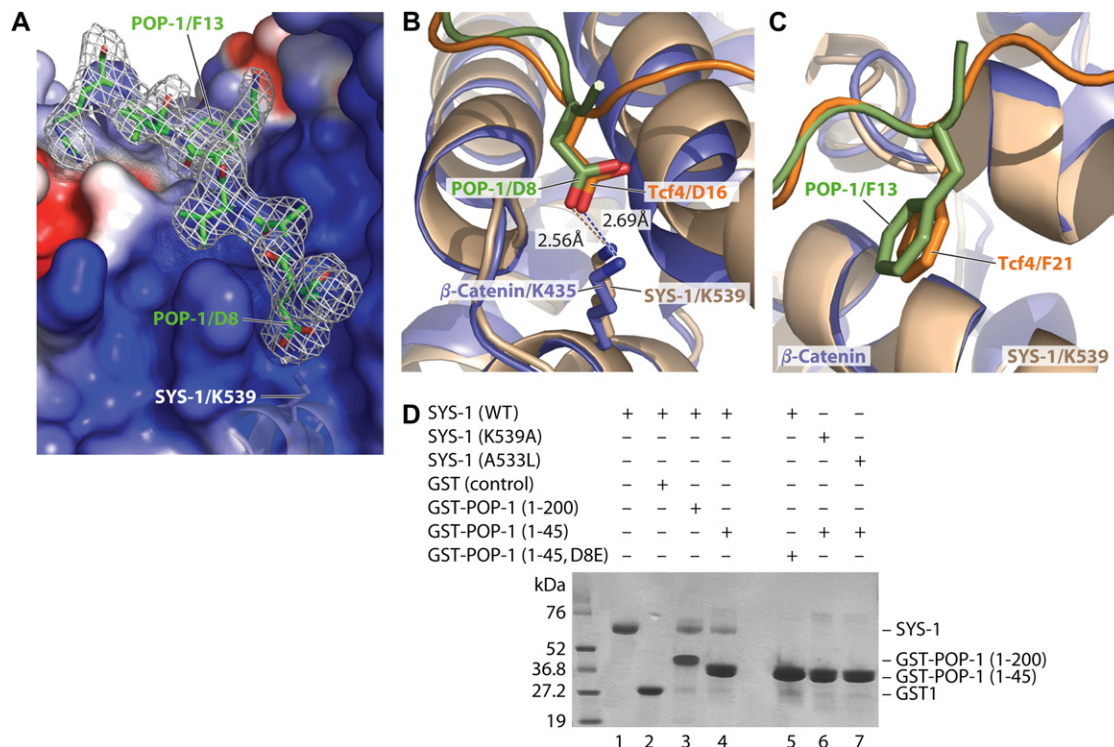 A
POP-1/F13
POP-1/D8
SYS-1/K539
B
POP-1/D8
Tcf4/D16
2.56Å
2.69Å
β-Catenin/K435
SYS-1/K539
C
POP-1/F13
Tcf4/F21
β-Catenin
SYS-1/K539
D
SYS-1 (WT) + + + + + – –
SYS-1 (K539A) – – – – – + –
SYS-1 (A533L) – – – – – – +
GST (control) – + – – – – –
GST-POP-1 (1-200) – – + – – – –
GST-POP-1 (1-45) – – – + – + +
GST-POP-1 (1-45, D8E) – – – – + – –
kDa
76
52
36.8
27.2
19
– SYS-1
– GST-POP-1 (1-200)
– GST-POP-1 (1-45)
– GST1
1 2 3 4 5 6 7